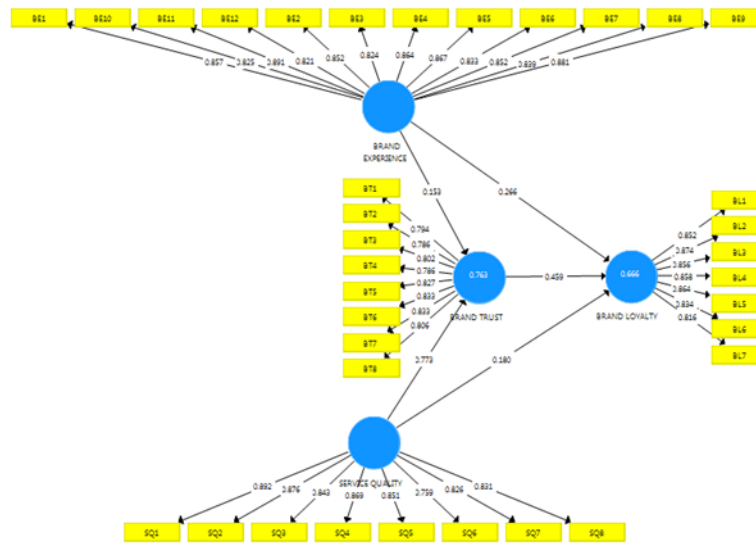 BE1 BE10 BE11 BE12 BE2 BE3 BE4 BE5 BE6 BE7 BE8 BE9
0.857 0.825 0.891 0.821 0.852 0.824 0.864 0.867 0.833 0.852 0.839 0.881
BRAND
EXPERIENCE
0.153
0.266
BT1
BT2
BT3
BT4
BT5
BT6
BT7
BT8
0.794
0.786
0.802
0.786
0.827
0.833
0.833
0.806
0.763
BRAND TRUST
0.459
0.666
BRAND LOYALTY
0.852
0.874
0.856
0.858
0.864
0.834
0.816
BL1
BL2
BL3
BL4
BL5
BL6
BL7
0.773
0.180
SERVICE QUALITY
0.892 0.876 0.843 0.869 0.851 0.759 0.826 0.831
SQ1 SQ2 SQ3 SQ4 SQ5 SQ6 SQ7 SQ8